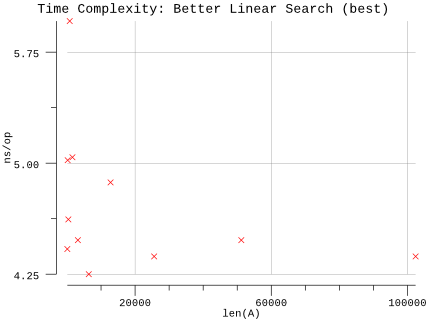 Time Complexity: Better Linear Search (best)
5.75
5.00
4.25
ns/op
20000
60000
100000
len(A)